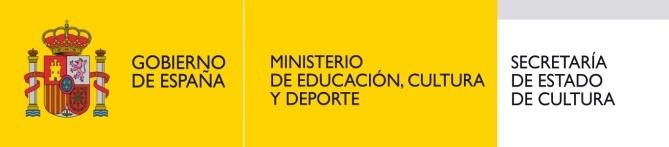 GOBIERNO
DE ESPAÑA
MINISTERIO
DE EDUCACIÓN, CULTURA
Y DEPORTE
SECRETARÍA
DE ESTADO
DE CULTURA